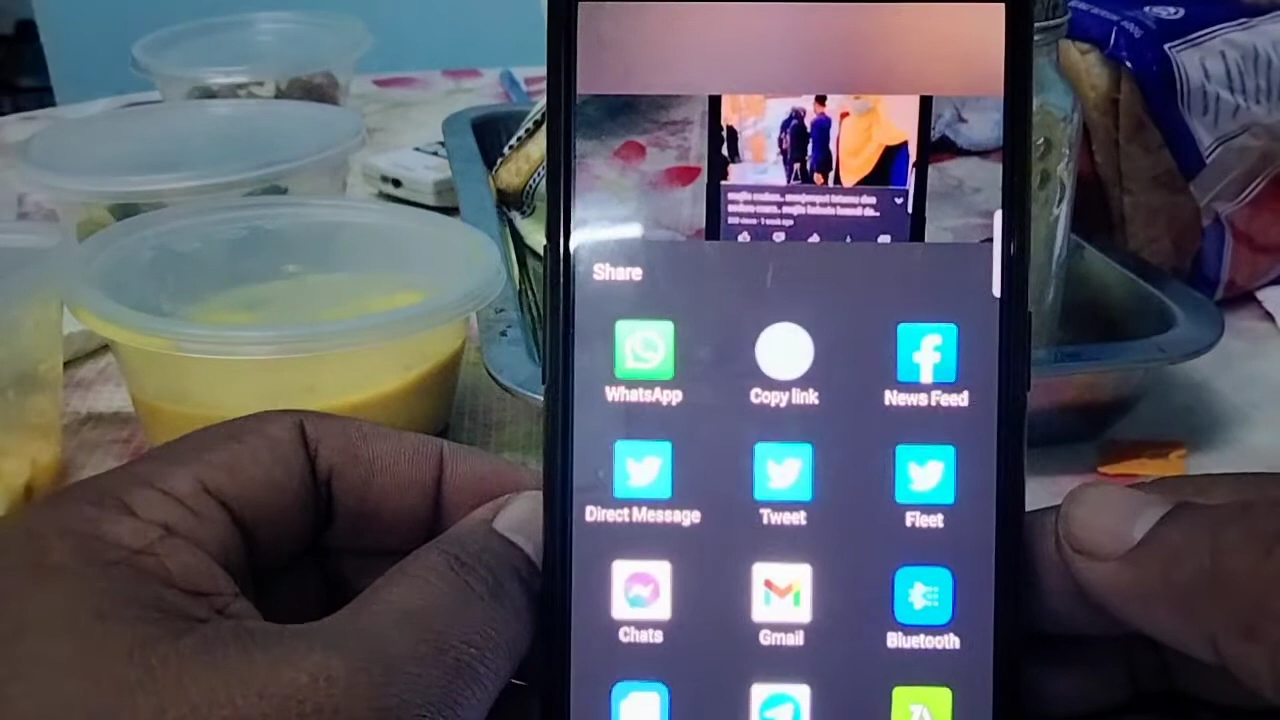 Share
WhatsApp
Copy link
News Feed
Direct Message
Tweet
Fleet
Chats
Gmail
Bluetooth